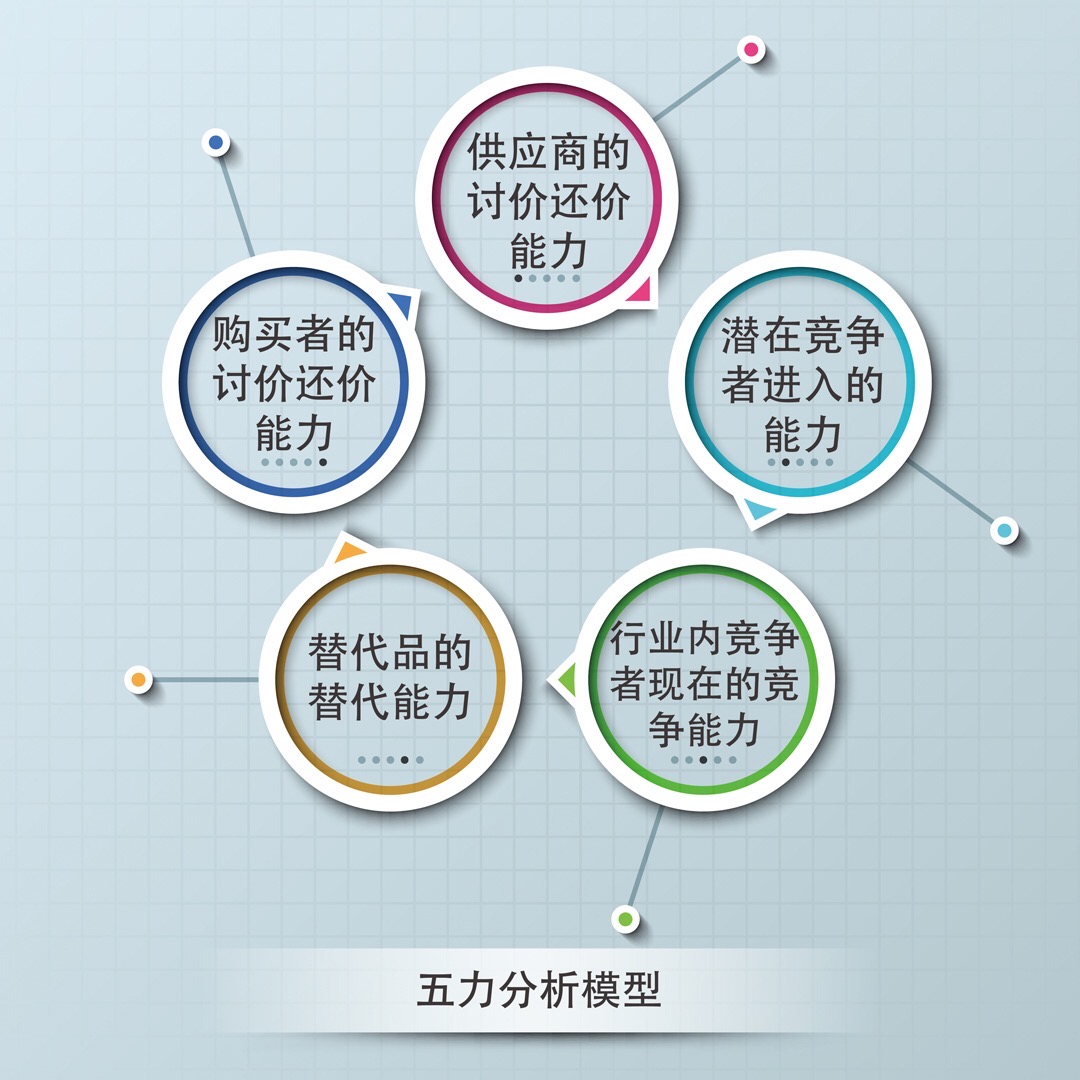 供应商的
讨价还价
能力
潜在竞争
者进入的
能力
行业内竞争
者现在的竞
争能力
替代品的
替代能力
购买者的
讨价还价
能力
五力分析模型